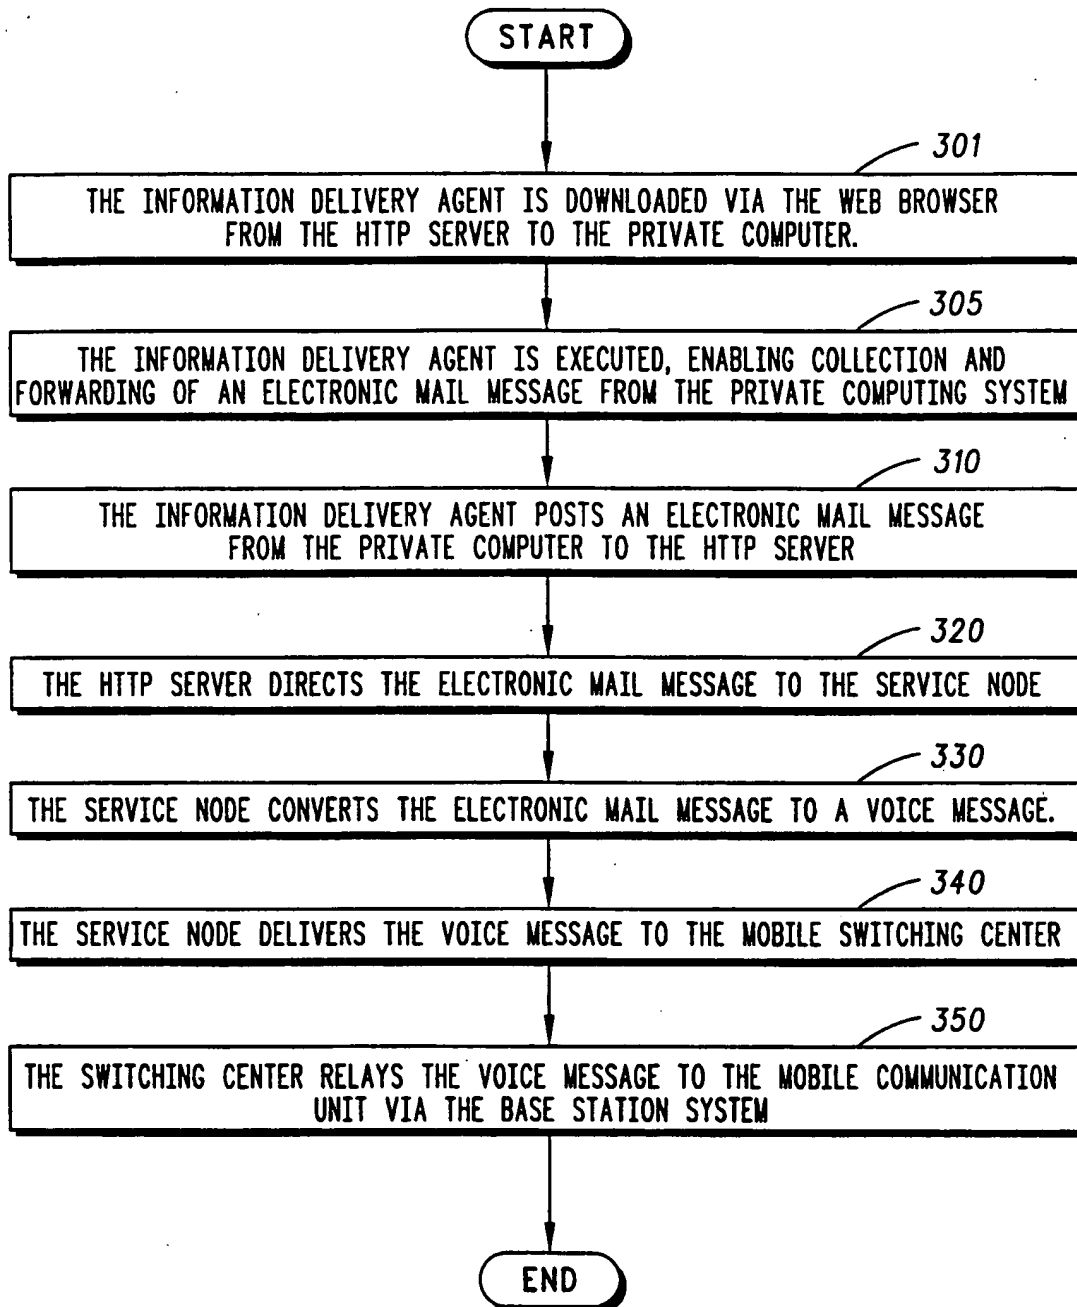 START
301
THE INFORMATION DELIVERY AGENT IS DOWNLOADED VIA THE WEB BROWSER
FROM THE HTTP SERVER TO THE PRIVATE COMPUTER.
305
THE INFORMATION DELIVERY AGENT IS EXECUTED, ENABLING COLLECTION AND
FORWARDING OF AN ELECTRONIC MAIL MESSAGE FROM THE PRIVATE COMPUTING SYSTEM
310
THE INFORMATION DELIVERY AGENT POSTS AN ELECTRONIC MAIL MESSAGE
FROM THE PRIVATE COMPUTER TO THE HTTP SERVER
320
THE HTTP SERVER DIRECTS THE ELECTRONIC MAIL MESSAGE TO THE SERVICE NODE
330
THE SERVICE NODE CONVERTS THE ELECTRONIC MAIL MESSAGE TO A VOICE MESSAGE.
340
THE SERVICE NODE DELIVERS THE VOICE MESSAGE TO THE MOBILE SWITCHING CENTER
350
THE SWITCHING CENTER RELAYS THE VOICE MESSAGE TO THE MOBILE COMMUNICATION
UNIT VIA THE BASE STATION SYSTEM
END